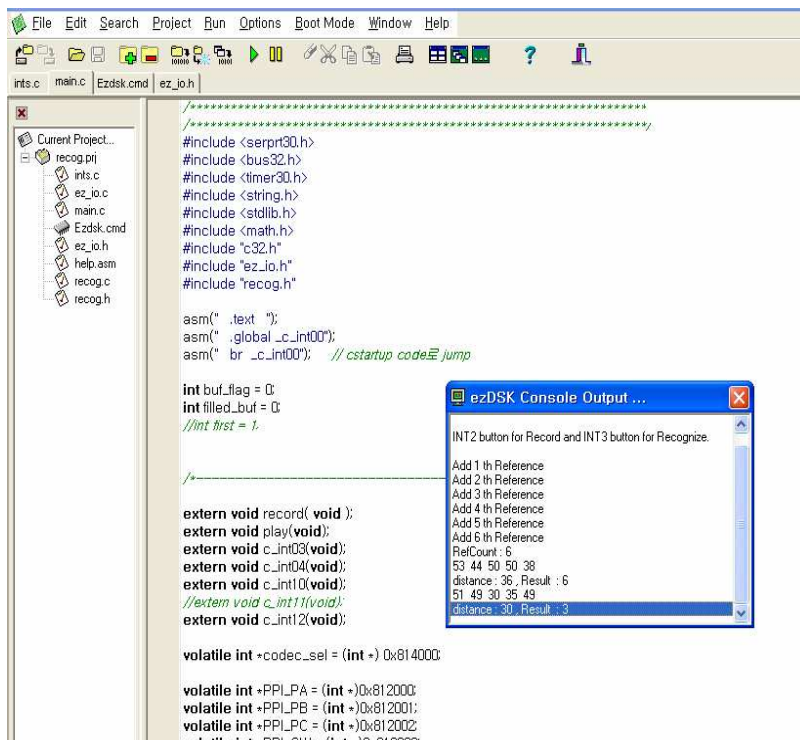 File Edit Search Project Run Options Boot Mode Window Help
ints.c main.c Ezdsk.cmd ez_io.h
Current Project...
recog.prj
ints.c
ez_io.c
main.c
Ezdsk.cmd
ez_io.h
help.asm
recog.c
recog.h
/********************************************************************
/********************************************************************/
#include <serprt30.h>
#include <bus32.h>
#include <timer30.h>
#include <string.h>
#include <stdlib.h>
#include <math.h>
#include "c32.h"
#include "ez_io.h"
#include "recog.h"
asm("  .text  ");
asm("  .global _c_int00");
asm("  br  _c_int00");    // cstartup code로 jump
int buf_flag = 0;
int filled_buf = 0;
//int first = 1;
/*--------------------------------
extern void record( void );
extern void play(void);
extern void c_int03(void);
extern void c_int04(void);
extern void c_int10(void);
//extern void c_int11(void);
extern void c_int12(void);
volatile int *codec_sel = (int *) 0x814000;
volatile int *PPI_PA = (int *)0x812000;
volatile int *PPI_PB = (int *)0x812001;
volatile int *PPI_PC = (int *)0x812002;
ezDSK Console Output ...
INT2 button for Record and INT3 button for Recognize.
Add 1 th Reference
Add 2 th Reference
Add 3 th Reference
Add 4 th Reference
Add 5 th Reference
Add 6 th Reference
RefCount : 6
53 44 50 50 38
distance : 36 , Result : 6
51 49 30 35 49
distance : 30 , Result : 3